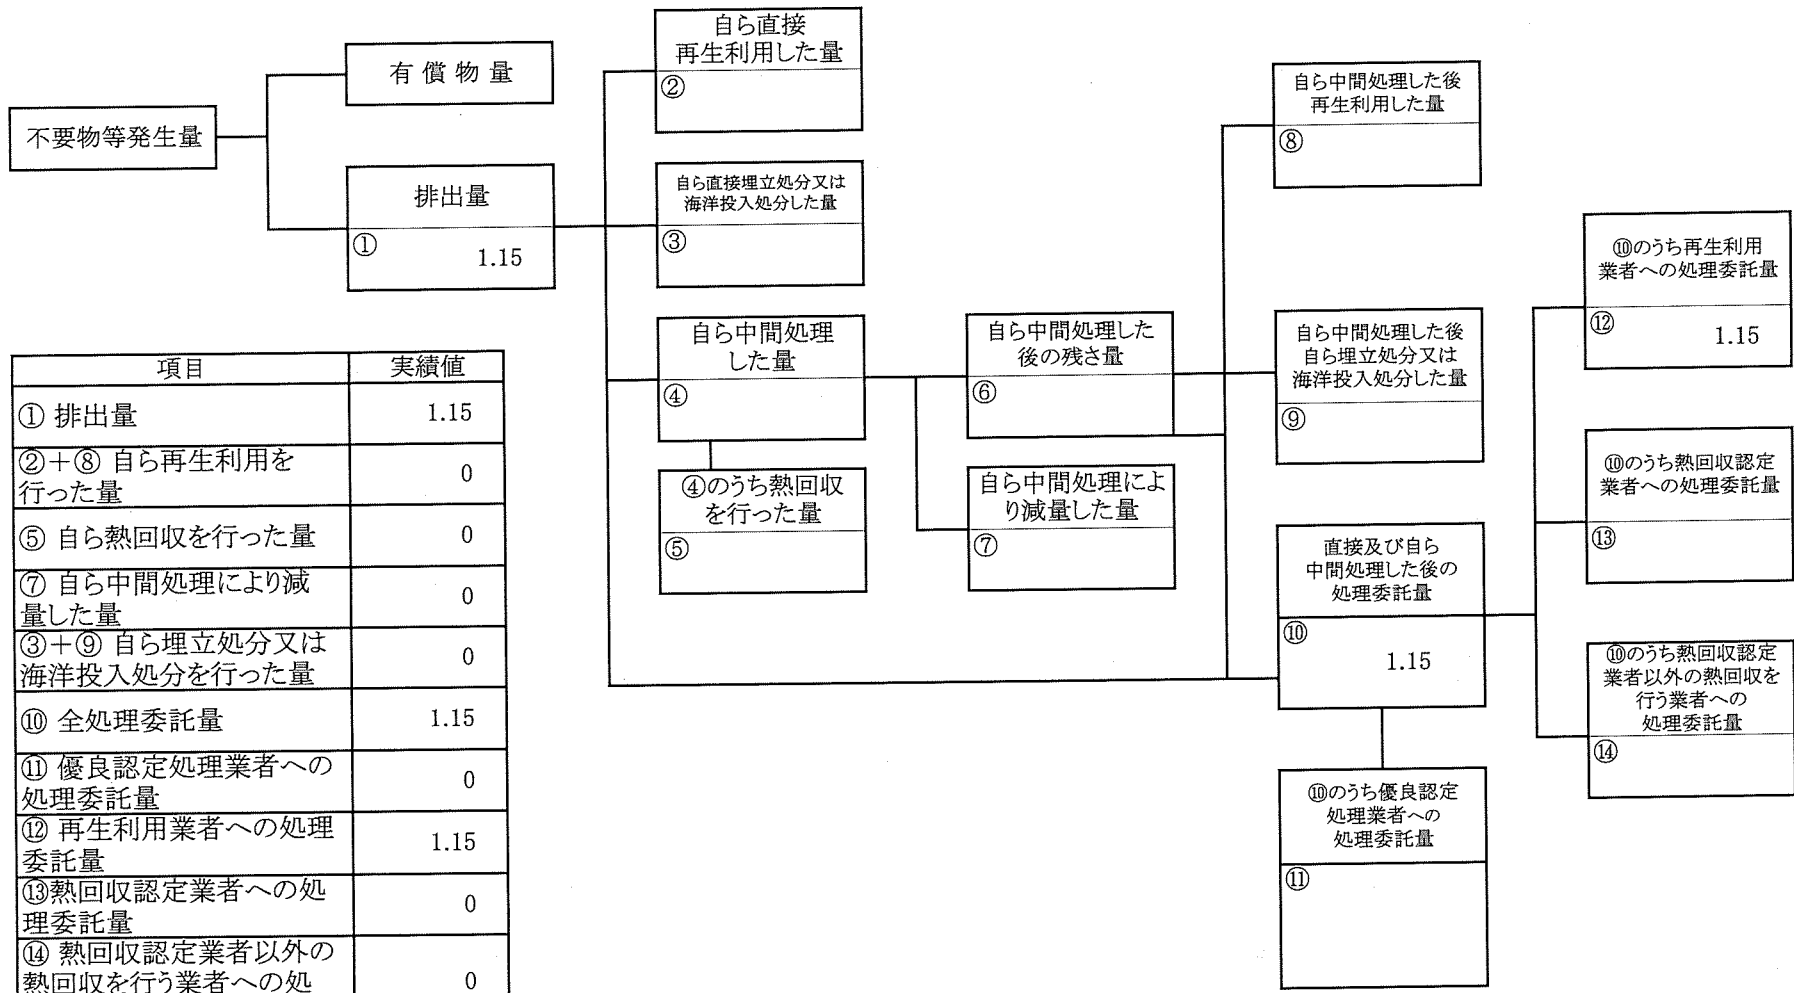 不要物等発生量
有償物量
排出量
①
1.15
自ら直接
再生利用した量
②
自ら直接埋立処分又は
海洋投入処分した量
③
自ら中間処理
した量
④
④のうち熱回収
を行った量
⑤
自ら中間処理した
後の残さ量
⑥
自ら中間処理によ
り減量した量
⑦
自ら中間処理した後
再生利用した量
⑧
自ら中間処理した後
自ら埋立処分又は
海洋投入処分した量
⑨
直接及び自ら
中間処理した後の
処理委託量
⑩
1.15
⑩のうち優良認定
処理業者への
処理委託量
⑪
⑩のうち再生利用
業者への処理委託量
⑫
1.15
⑩のうち熱回収認定
業者への処理委託量
⑬
⑩のうち熱回収認定
業者以外の熱回収を
行う業者への
処理委託量
⑭
項目 実績値
① 排出量 1.15
②+⑧ 自ら再生利用を
行った量 0
⑤ 自ら熱回収を行った量 0
⑦ 自ら中間処理により減
量した量 0
③+⑨ 自ら埋立処分又は
海洋投入処分を行った量 0
⑩ 全処理委託量 1.15
⑪ 優良認定処理業者への
処理委託量 0
⑫ 再生利用業者への処理
委託量 1.15
⑬熱回収認定業者への処
理委託量 0
⑭ 熱回収認定業者以外の
熱回収を行う業者への処 0